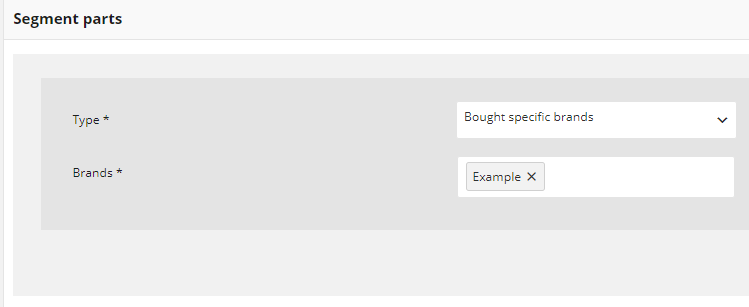 Segment parts
Type *
Bought specific brands
Brands *
Example ×